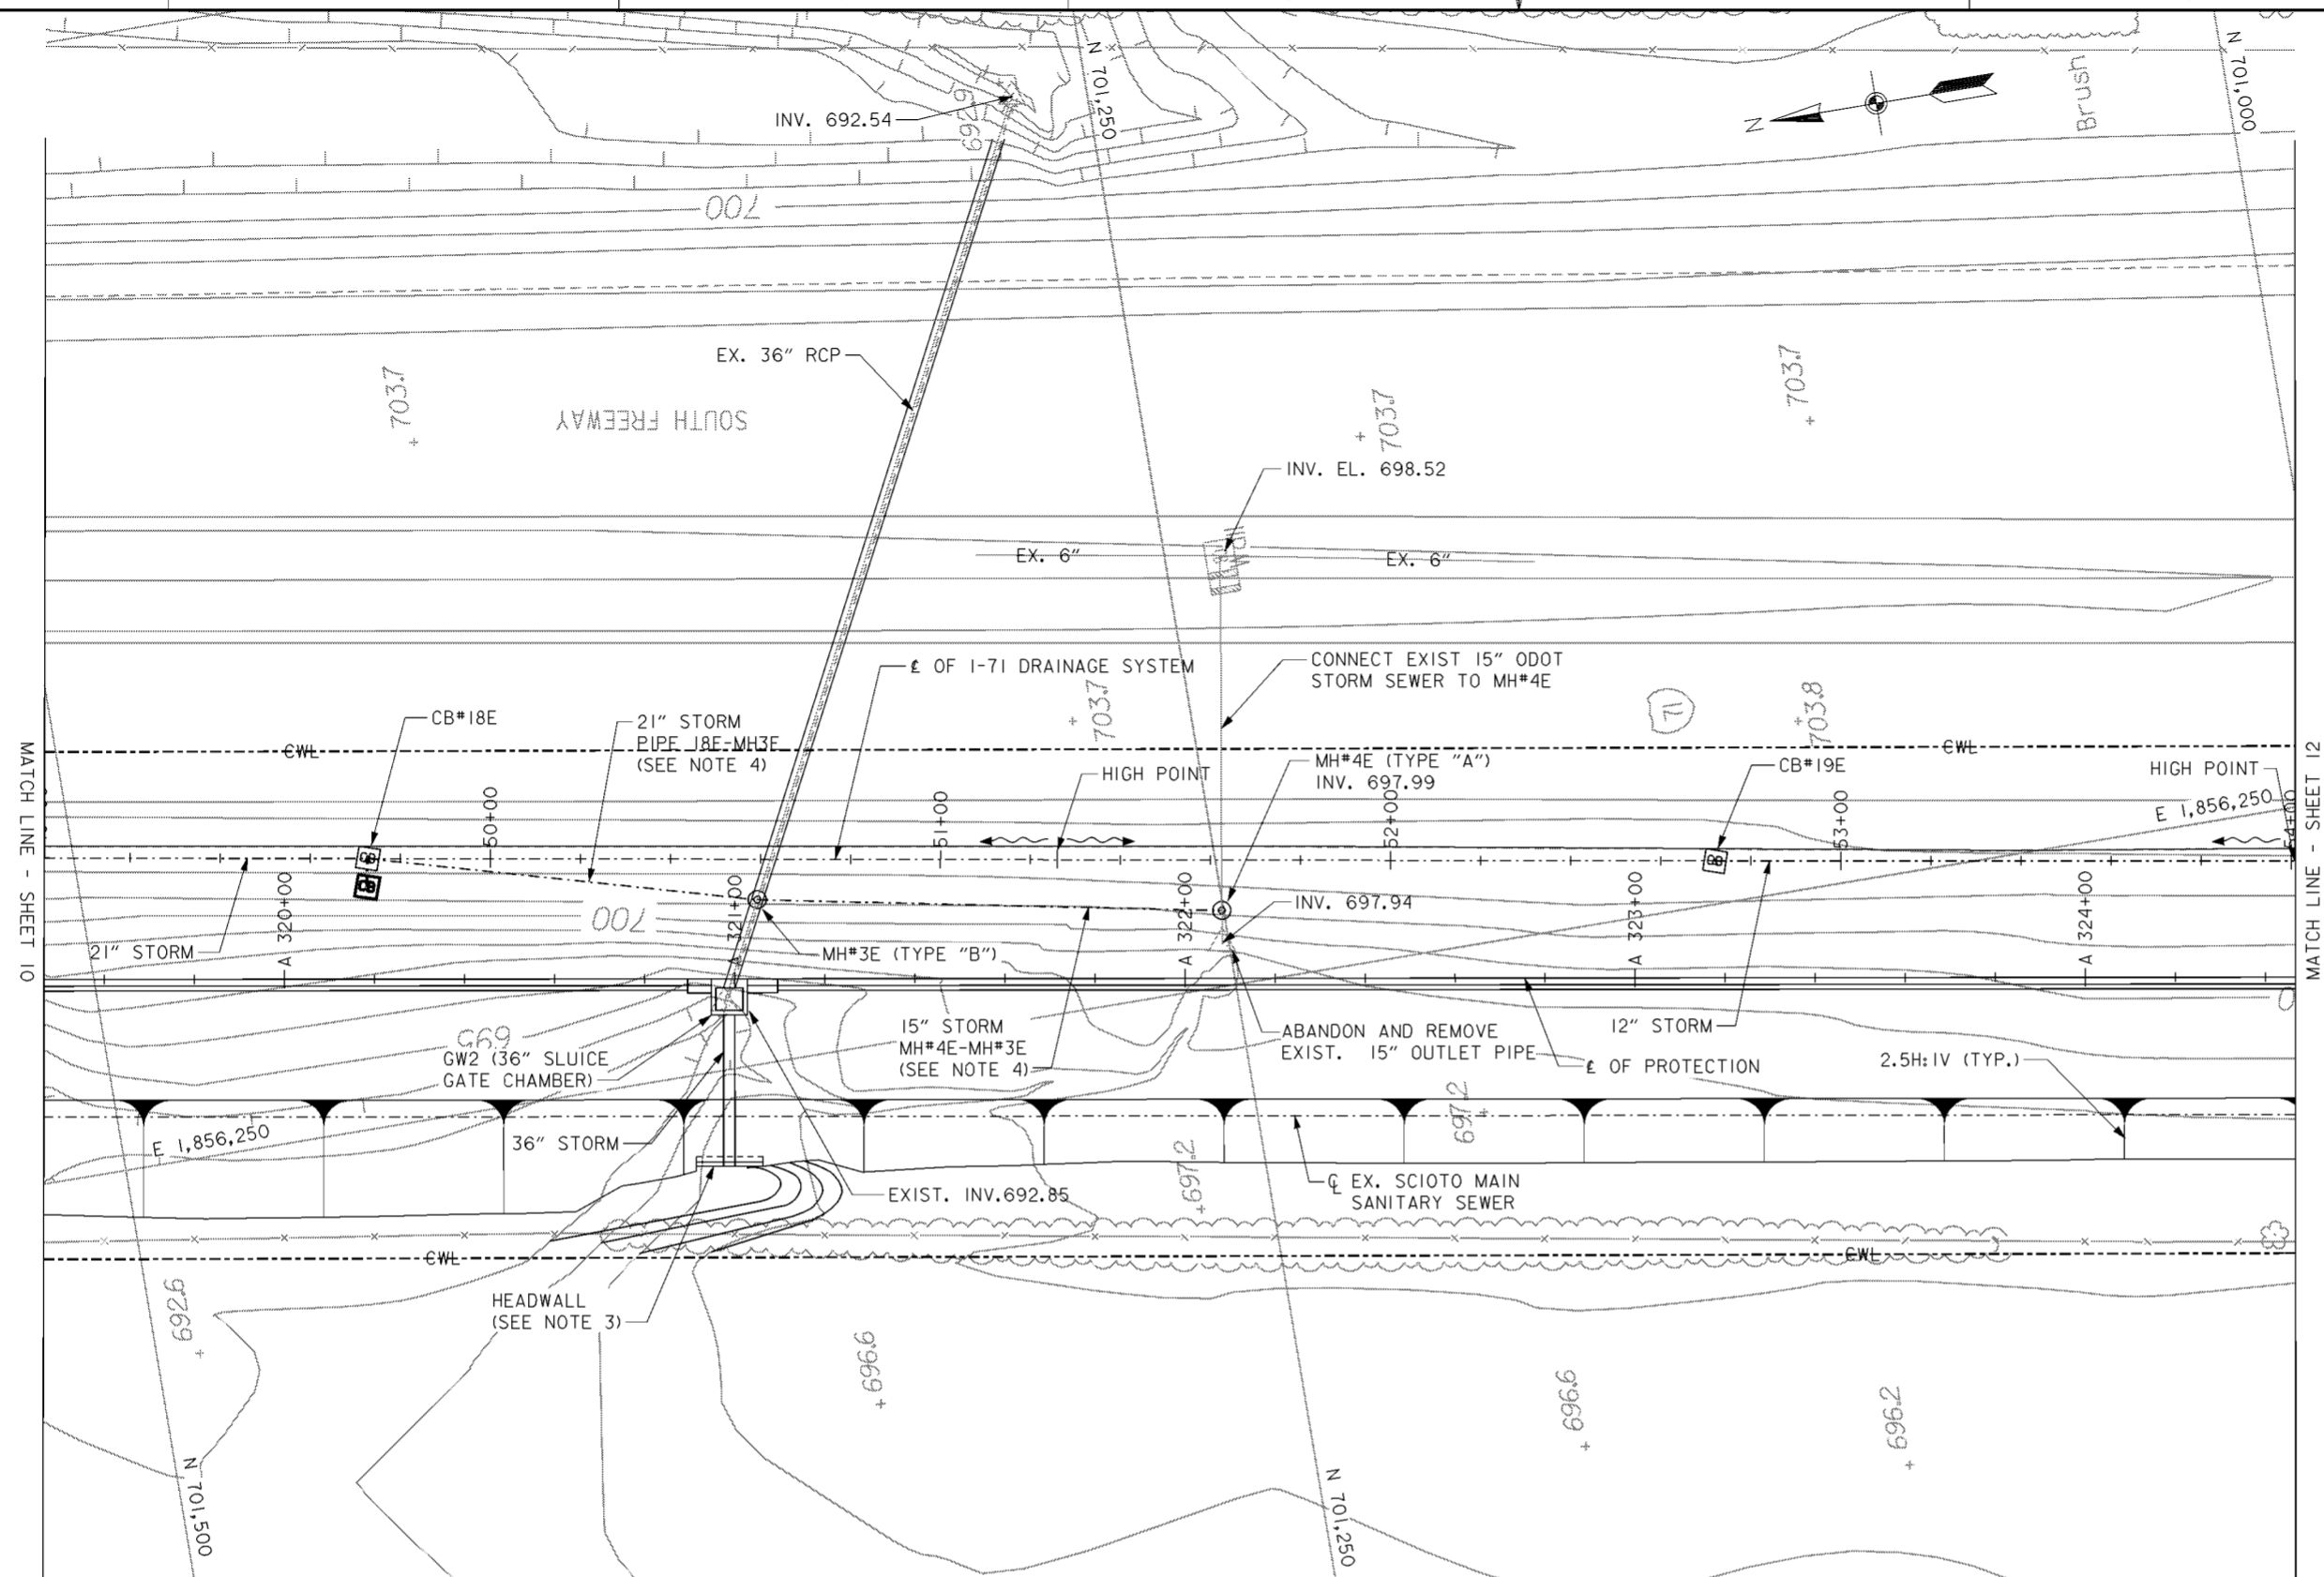 N 701,250
N 701,000
Brush
N
INV. 692.54
692.9
700
EX. 36" RCP
703.7
SOUTH FREEWAY
703.7
703.7
INV. EL. 698.52
EX. 6"
EX. 6"
℄ OF I-71 DRAINAGE SYSTEM
CONNECT EXIST 15" ODOT
STORM SEWER TO MH#4E
703.7
71
703.8
CB#18E
21" STORM
PIPE 18E-MH3E
(SEE NOTE 4)
CWL
CWL
MATCH LINE - SHEET 10
MATCH LINE - SHEET 12
HIGH POINT
MH#4E (TYPE "A")
INV. 697.99
CB#19E
HIGH POINT
E 1,856,250
50+00
51+00
52+00
53+00
54+00
CB
CB
CB
A 320+00
A 321+00
A 322+00
A 323+00
A 324+00
700
INV. 697.94
21" STORM
MH#3E (TYPE "B")
695
GW2 (36" SLUICE
GATE CHAMBER)
15" STORM
MH#4E-MH#3E
(SEE NOTE 4)
ABANDON AND REMOVE
EXIST. 15" OUTLET PIPE
12" STORM
℄ OF PROTECTION
2.5H:1V (TYP.)
0
E 1,856,250
36" STORM
697.2
697.2
EXIST. INV.692.85
℄ EX. SCIOTO MAIN
SANITARY SEWER
CWL
CWL
HEADWALL
(SEE NOTE 3)
692.6
696.6
696.6
696.2
N 701,500
N 701,250